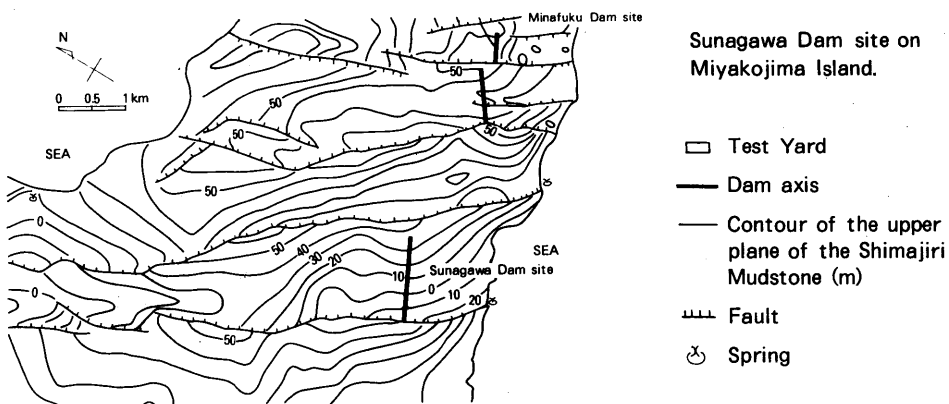 Minafuku Dam site
N
0 0.5 1 km
SEA
50
50
50
50
50
0
50
40
30
20
10
Sunagawa Dam site
SEA
0
10
20
0
50
Sunagawa Dam site on
Miyakojima Island.
Test Yard
Dam axis
Contour of the upper
plane of the Shimajiri
Mudstone (m)
Fault
Spring